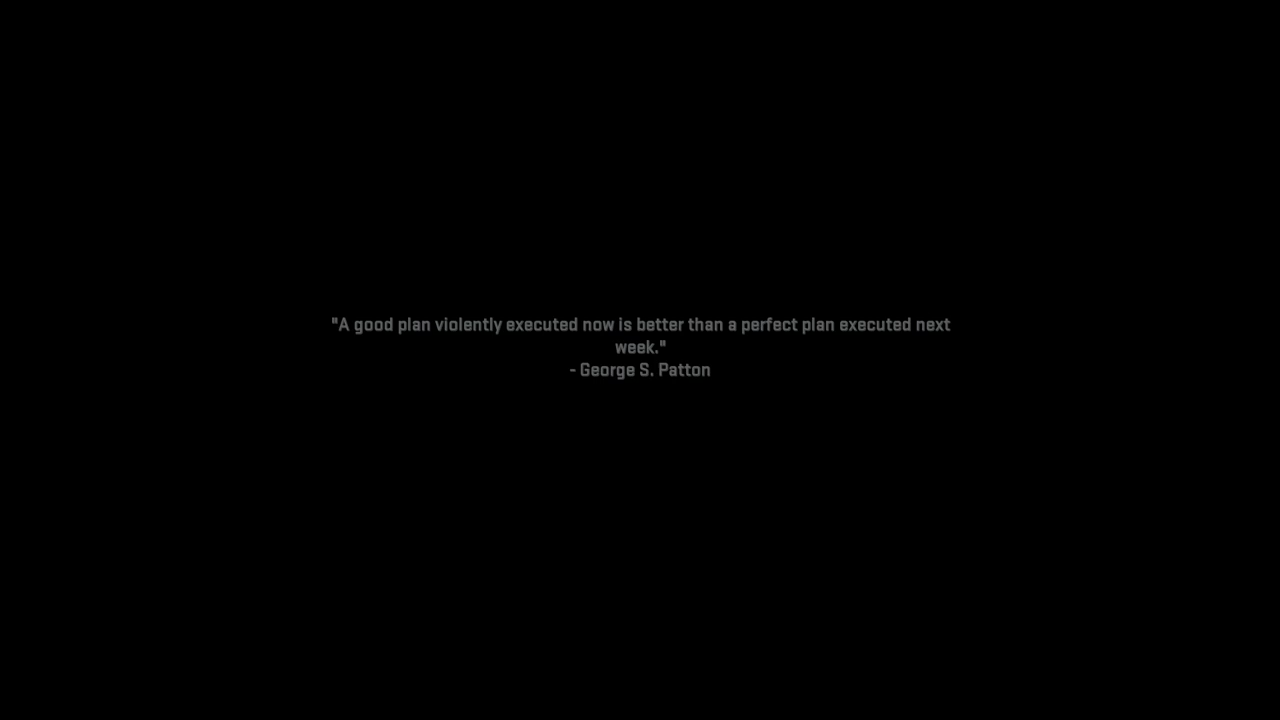 "A good plan violently executed now is better than a perfect plan executed next
week."
- George S. Patton